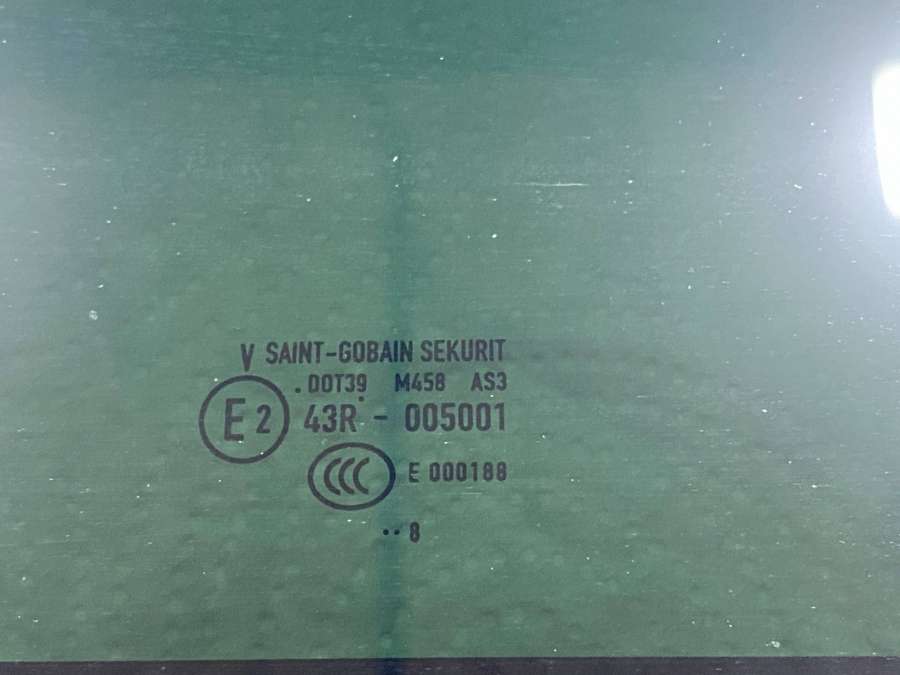 V SAINT-GOBAIN SEKURIT
. DOT39 M458 AS3
E2 43R - 005001
CCC E 000188
·· 8